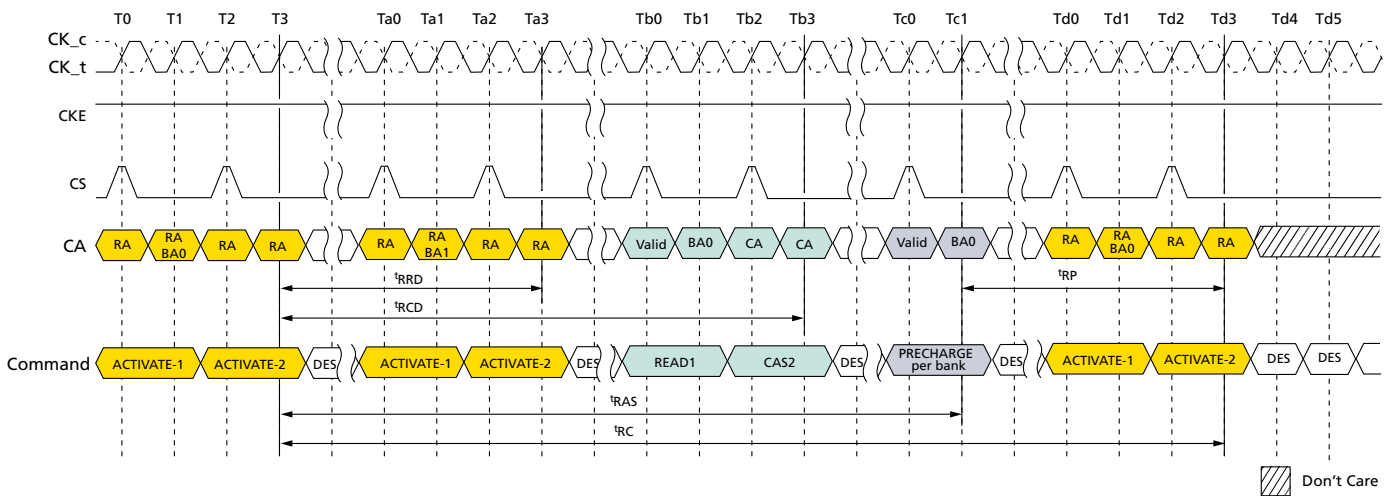 T0 T1 T2 T3 Ta0 Ta1 Ta2 Ta3 Tb0 Tb1 Tb2 Tb3 Tc0 Tc1 Td0 Td1 Td2 Td3 Td4 Td5
CK_c
CK_t
CKE
CS
CA RA RA BA0 RA RA RA RA BA1 RA RA Valid BA0 CA CA Valid BA0 RA RA BA0 RA RA
tRRD tRP
tRCD
Command ACTIVATE-1 ACTIVATE-2 DES ACTIVATE-1 ACTIVATE-2 DES READ1 CAS2 DES PRECHARGE per bank DES ACTIVATE-1 ACTIVATE-2 DES DES
tRAS
tRC
Don't Care